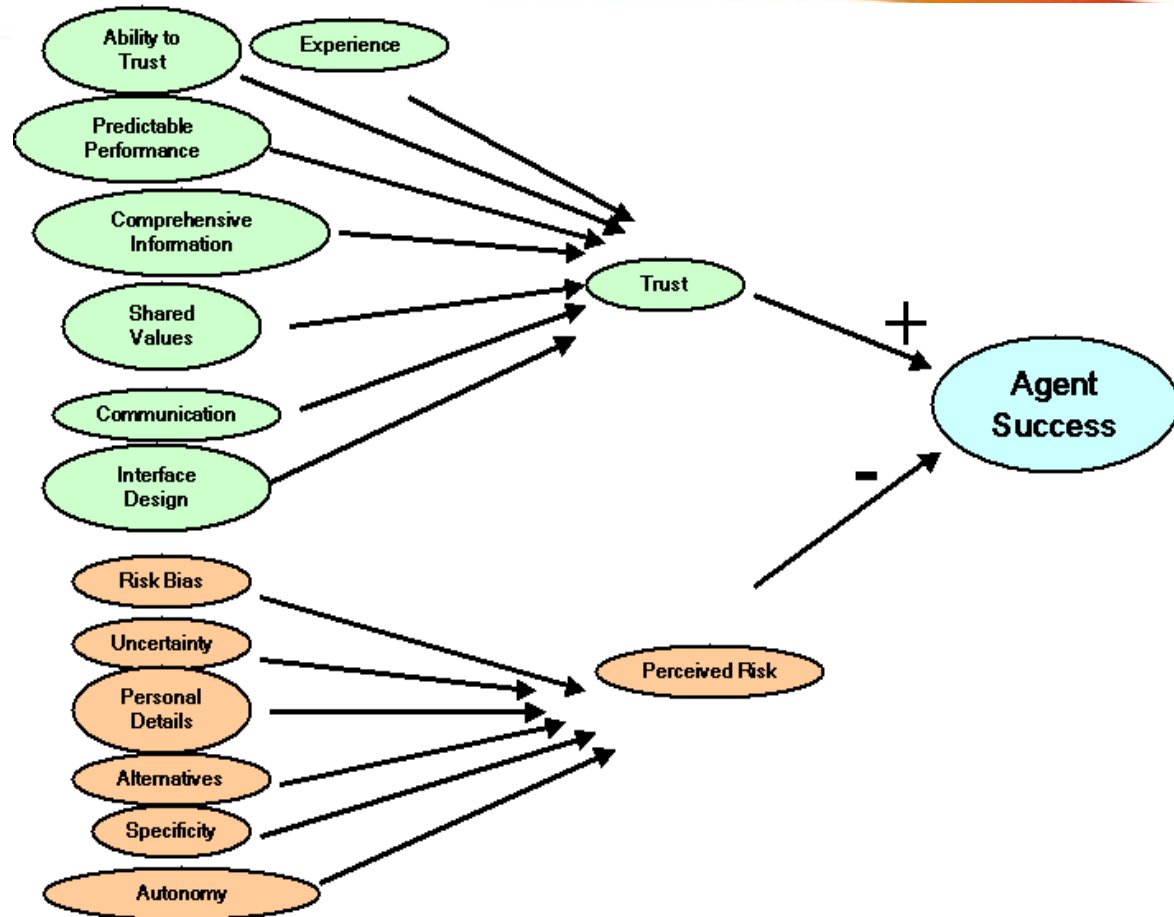 Ability to
Trust
Experience
Predictable
Performance
Comprehensive
Information
Shared
Values
Communication
Interface
Design
Trust
+
Agent
Success
-
Risk Bias
Uncertainty
Personal
Details
Alternatives
Specificity
Autonomy
Perceived Risk